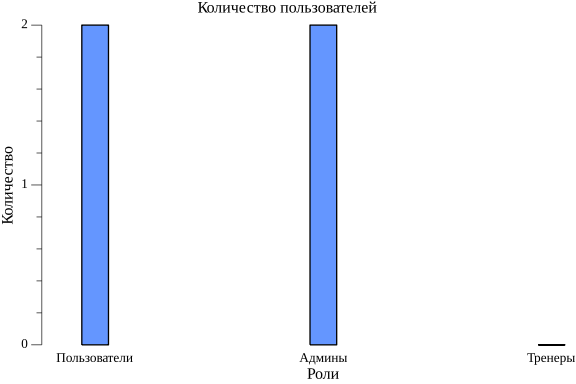 Количество пользователей
2
1
0
Количество
Пользователи
Админы
Тренеры
Роли